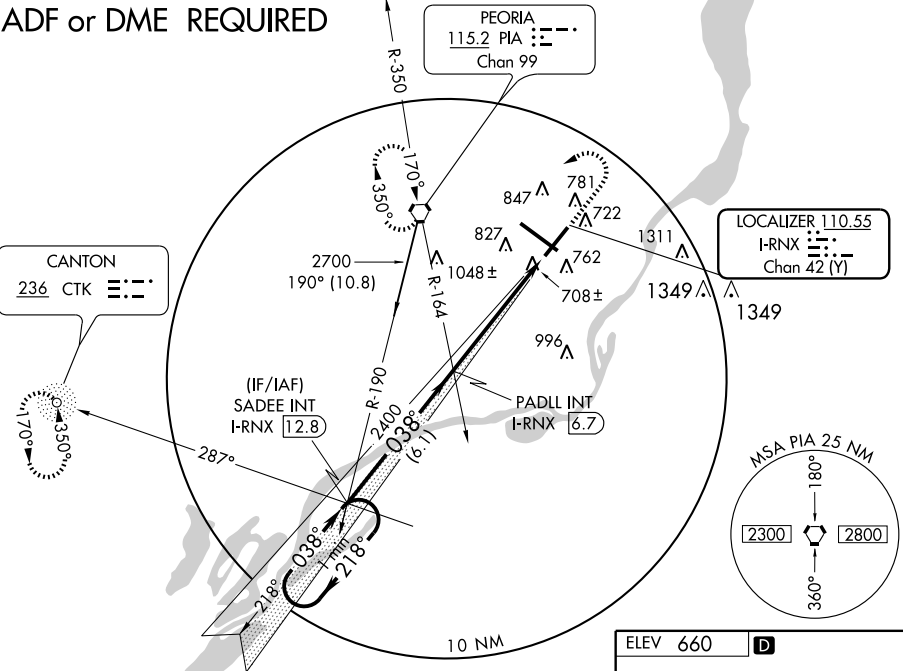 ADF or DME REQUIRED
PEORIA
115.2 PIA
Chan 99
R-350
170°
350°
847
781
722
827
762
1048±
708±
1311
1349
1349
996
LOCALIZER 110.55
I-RNX
Chan 42 (Y)
CANTON
236 CTK
2700
190° (10.8)
R-164
R-190
(IF/IAF)
SADEE INT
I-RNX 12.8
PADLL INT
I-RNX 6.7
2400
038°
(6.1)
170°
350°
287°
038°
1 min
218°
218°
10 NM
MSA PIA 25 NM
180°
2300
2800
360°
ELEV 660 D